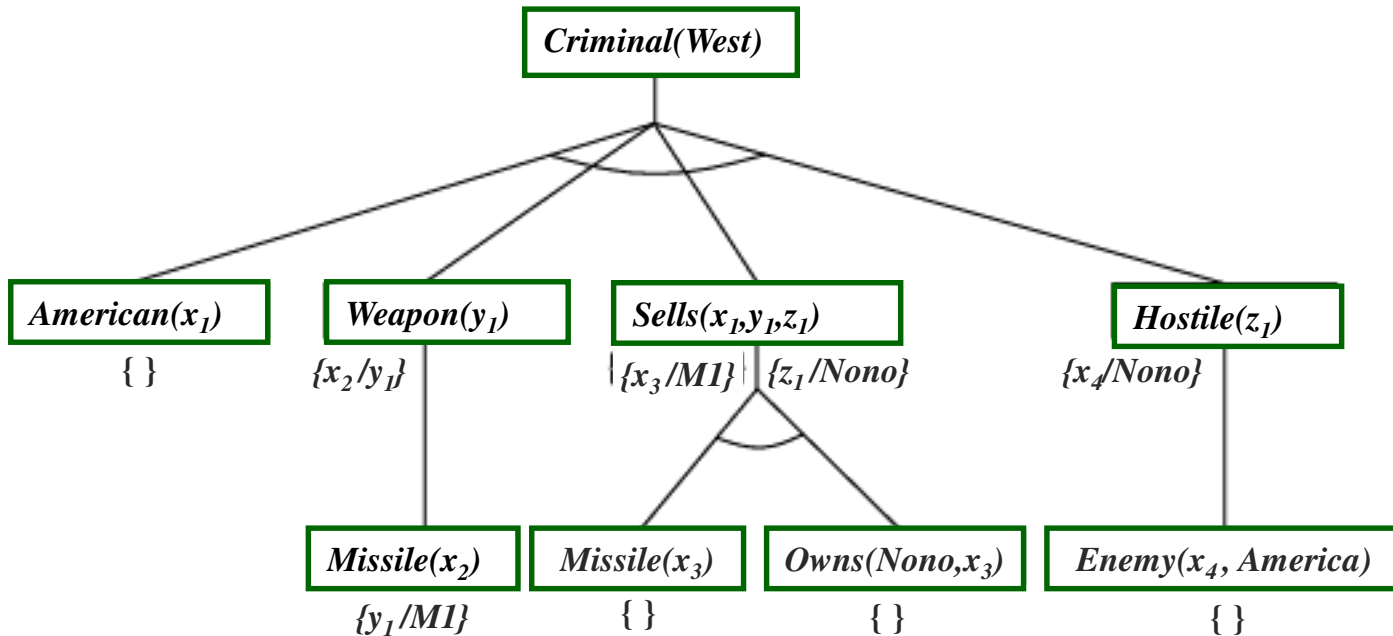 Criminal(West)
American(x₁)
Weapon(y₁)
Sells(x₁,y₁,z₁)
Hostile(z₁)
{ }
{x₂/y₁}
{x₃/M1}
{z₁/Nono}
{x₄/Nono}
Missile(x₂)
Missile(x₃)
Owns(Nono,x₃)
Enemy(x₄, America)
{y₁/M1}
{ }
{ }
{ }